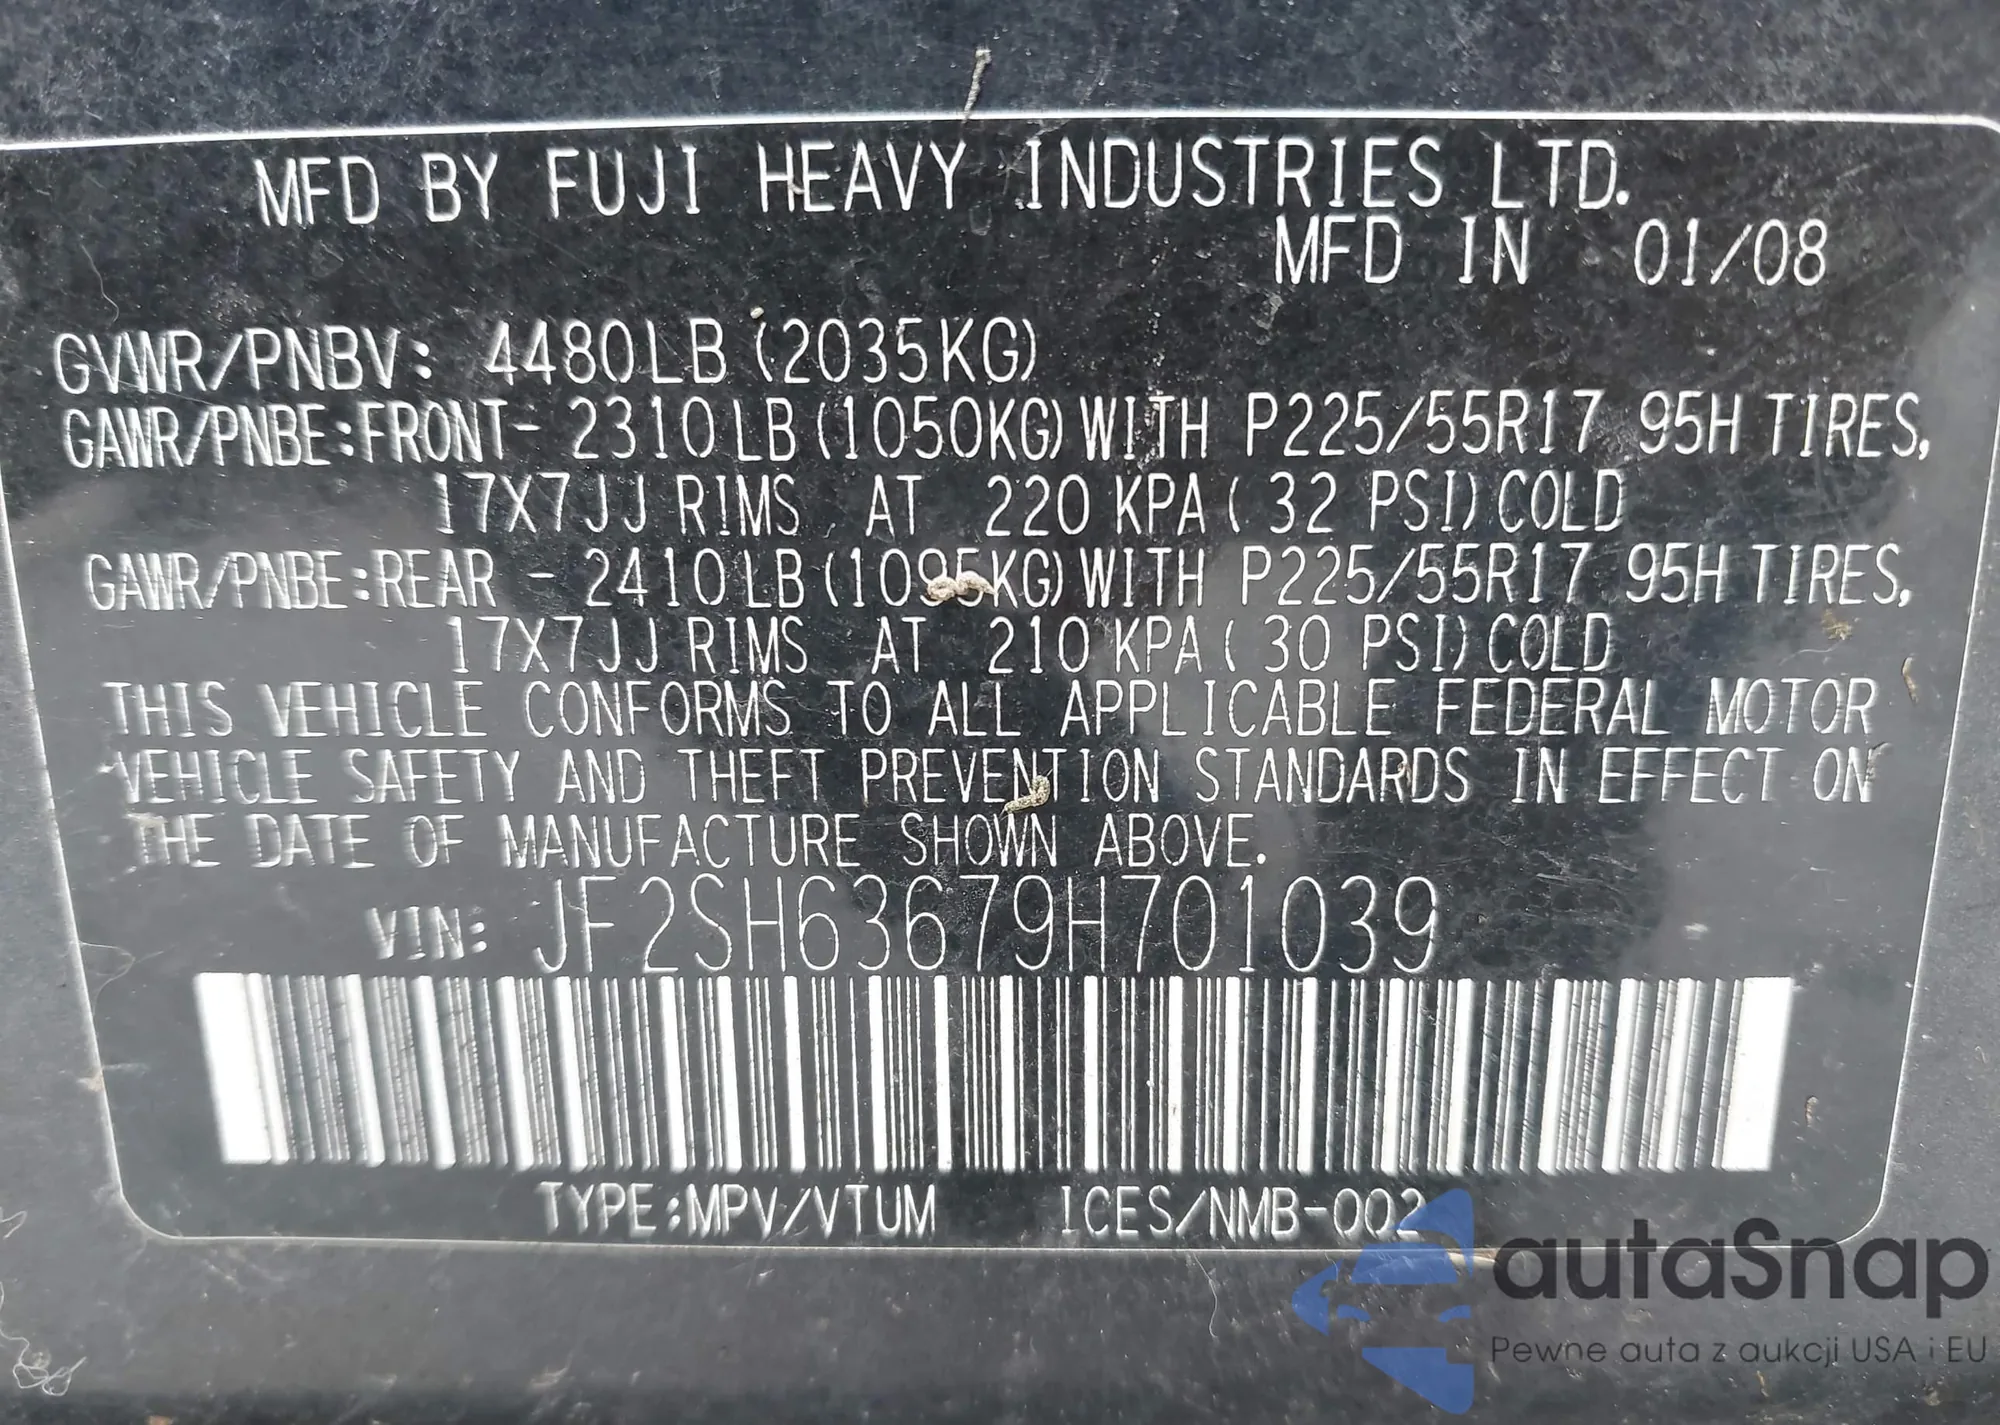 MFD BY FUJI HEAVY INDUSTRIES LTD.
MFD IN 01/08
GVWR/PNBV: 4480LB (2035KG)
GAWR/PNBE:FRONT- 2310LB (1050KG) WITH P225/55R17 95H TIRES,
17X7JJ RIMS AT 220 KPA ( 32 PSI) COLD
GAWR/PNBE:REAR - 2410LB (1095KG) WITH P225/55R17 95H TIRES,
17X7JJ RIMS AT 210 KPA ( 30 PSI) COLD
THIS VEHICLE CONFORMS TO ALL APPLICABLE FEDERAL MOTOR
VEHICLE SAFETY AND THEFT PREVENTION STANDARDS IN EFFECT ON
THE DATE OF MANUFACTURE SHOWN ABOVE.
VIN: JF2SH63679H701039
TYPE:MPV/VTUM ICES/NMB-002
autaSnap
Pewne auta z aukcji USA i EU